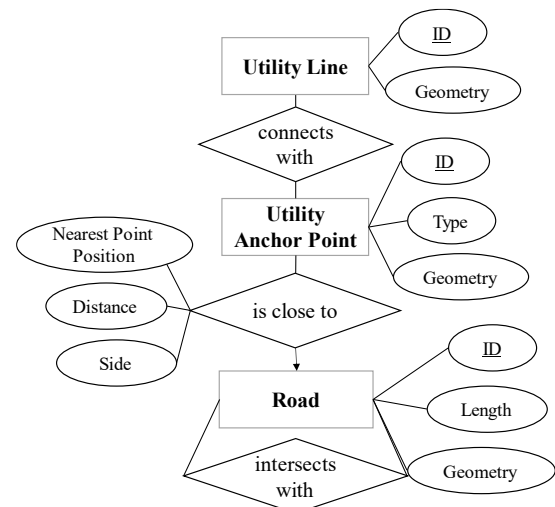 ID
Utility Line
Geometry
connects
with
ID
Utility
Anchor Point
Type
Nearest Point
Position
Geometry
Distance
is close to
Side
ID
Road
Length
intersects
with
Geometry